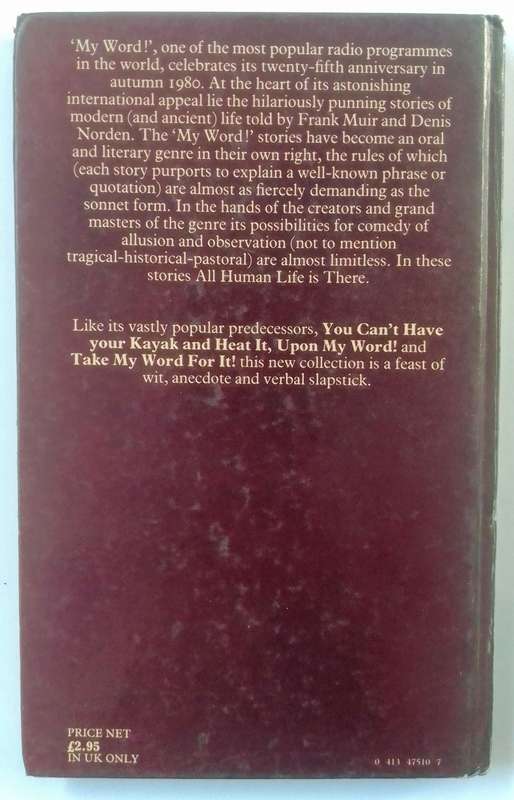 ‘My Word!’, one of the most popular radio programmes
in the world, celebrates its twenty-fifth anniversary in
autumn 1980. At the heart of its astonishing
international appeal lie the hilariously punning stories of
modern (and ancient) life told by Frank Muir and Denis
Norden. The ‘My Word!’ stories have become an oral
and literary genre in their own right, the rules of which
(each story purports to explain a well-known phrase or
quotation) are almost as fiercely demanding as the
sonnet form. In the hands of the creators and grand
masters of the genre its possibilities for comedy of
allusion and observation (not to mention
tragical-historical-pastoral) are almost limitless. In these
stories All Human Life is There.
Like its vastly popular predecessors, You Can’t Have
your Kayak and Heat It, Upon My Word! and
Take My Word For It! this new collection is a feast of
wit, anecdote and verbal slapstick.
PRICE NET
£2.95
IN UK ONLY
0 413 47510 7